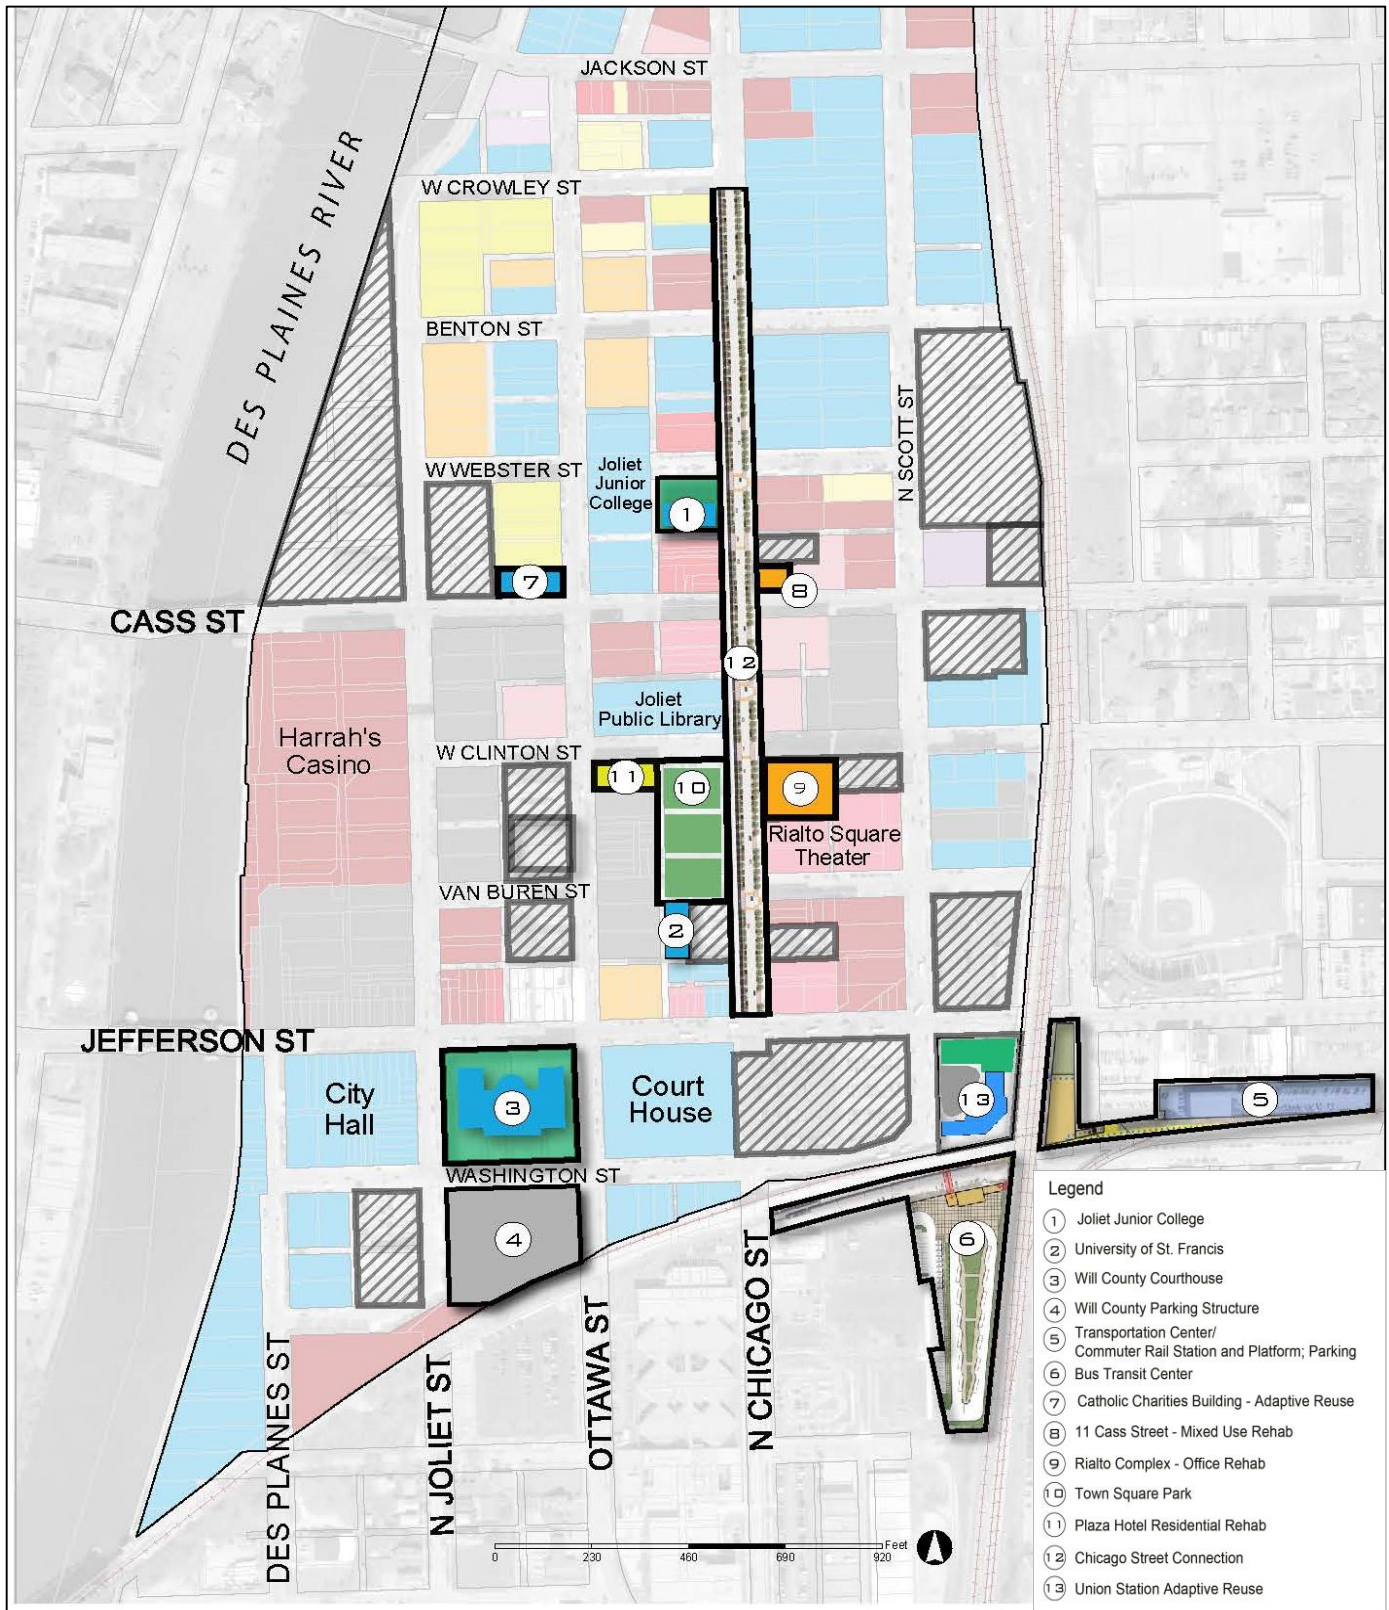 JACKSON ST
DES PLAINES RIVER
W CROWLEY ST
BENTON ST
N SCOTT ST
W WEBSTER ST
Joliet
Junior
College
1
7
8
CASS ST
12
Joliet
Public Library
Harrah's
Casino
W CLINTON ST
11
10
9
Rialto Square
Theater
VAN BUREN ST
2
JEFFERSON ST
City
Hall
3
Court
House
13
5
WASHINGTON ST
4
6
DES PLAINES ST
N JOLIET ST
OTTAWA ST
N CHICAGO ST
0 230 460 690 920 Feet
Legend
1 Joliet Junior College
2 University of St. Francis
3 Will County Courthouse
4 Will County Parking Structure
5 Transportation Center/
Commuter Rail Station and Platform; Parking
6 Bus Transit Center
7 Catholic Charities Building - Adaptive Reuse
8 11 Cass Street - Mixed Use Rehab
9 Rialto Complex - Office Rehab
10 Town Square Park
11 Plaza Hotel Residential Rehab
12 Chicago Street Connection
13 Union Station Adaptive Reuse